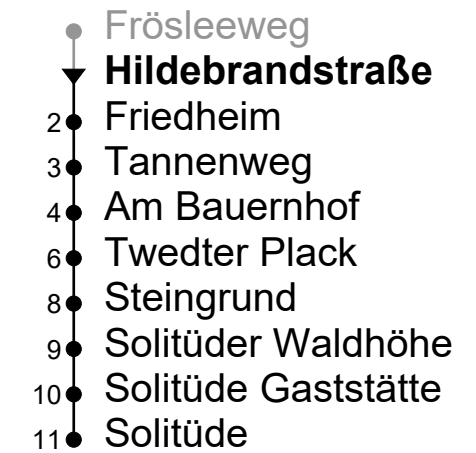 Frösleeweg
Hildebrandstraße
2 Friedheim
3 Tannenweg
4 Am Bauernhof
6 Twedter Plack
8 Steingrund
9 Solitüder Waldhöhe
10 Solitüde Gaststätte
11 Solitüde